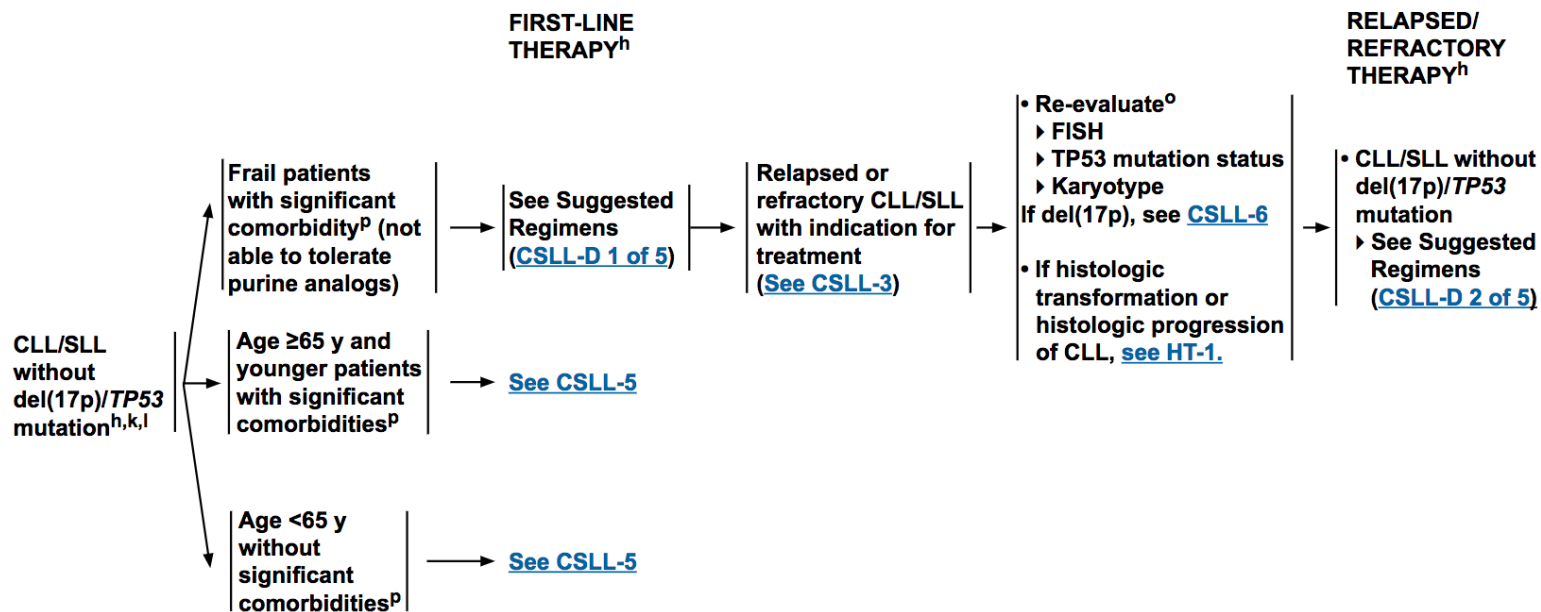 FIRST-LINE
THERAPYh
RELAPSED/
REFRACTORY
THERAPYh
CLL/SLL
without
del(17p)/TP53
mutationh,k,l
Frail patients
with significant
comorbidityp (not
able to tolerate
purine analogs)
See Suggested
Regimens
(CSLL-D 1 of 5)
Relapsed or
refractory CLL/SLL
with indication for
treatment
(See CSLL-3)
• Re-evaluateo
FISH
TP53 mutation status
Karyotype
If del(17p), see CSLL-6
• If histologic
transformation or
histologic progression
of CLL, see HT-1.
• CLL/SLL without
del(17p)/TP53
mutation
See Suggested
Regimens
(CSLL-D 2 of 5)
Age ≥65 y and
younger patients
with significant
comorbiditiesp
See CSLL-5
Age <65 y
without
significant
comorbiditiesp
See CSLL-5